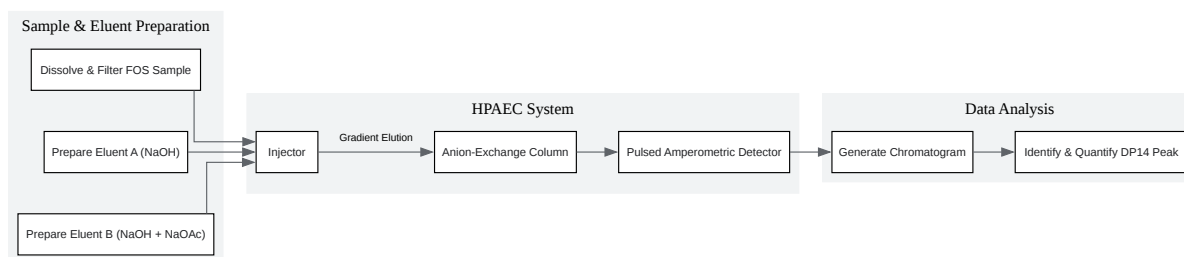 Sample & Eluent Preparation
Dissolve & Filter FOS Sample
Prepare Eluent A (NaOH)
Prepare Eluent B (NaOH + NaOAc)
HPAEC System
Injector
Gradient Elution
Anion-Exchange Column
Pulsed Amperometric Detector
Data Analysis
Generate Chromatogram
Identify & Quantify DP14 Peak